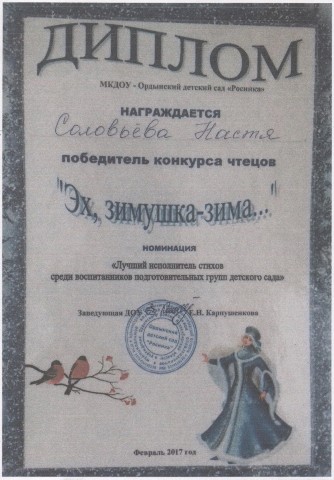 ДИПЛОМ
МКДОУ - Ордынский детский сад «Росинка»
НАГРАЖДАЕТСЯ
Соловьёва Настя
победитель конкурса чтецов
"Эх, зимушка-зима..."
НОМИНАЦИЯ
«Лучший исполнитель стихов
среди воспитанников подготовительных групп детского сада»
Заведующая ДОУ Е.Н. Карпушенкова
Февраль 2017 год